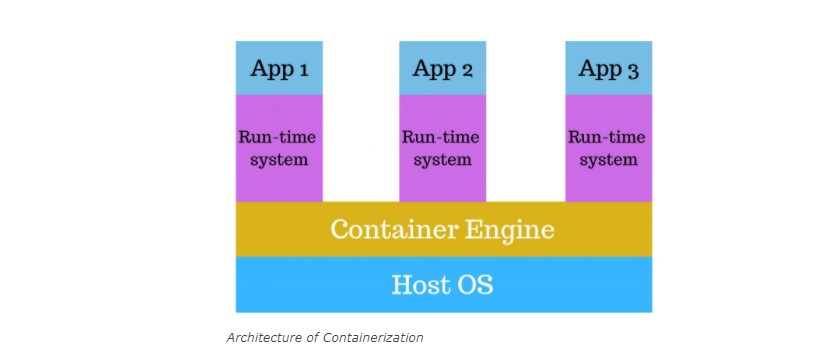 App 1
App 2
App 3
Run-time
system
Run-time
system
Run-time
system
Container Engine
Host OS
Architecture of Containerization